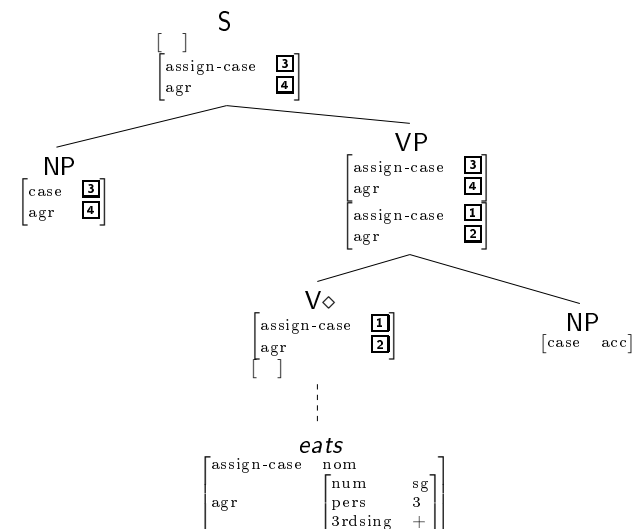 S
[ ]
[assign-case 3
agr 4]
VP
[assign-case 3
agr 4]
[assign-case 1
agr 2]
NP
[case 3
agr 4]
V◇
[assign-case 1
agr 2]
[ ]
NP
[case acc]
eats
[assign-case nom
agr [num sg
pers 3
3rdsing +]]